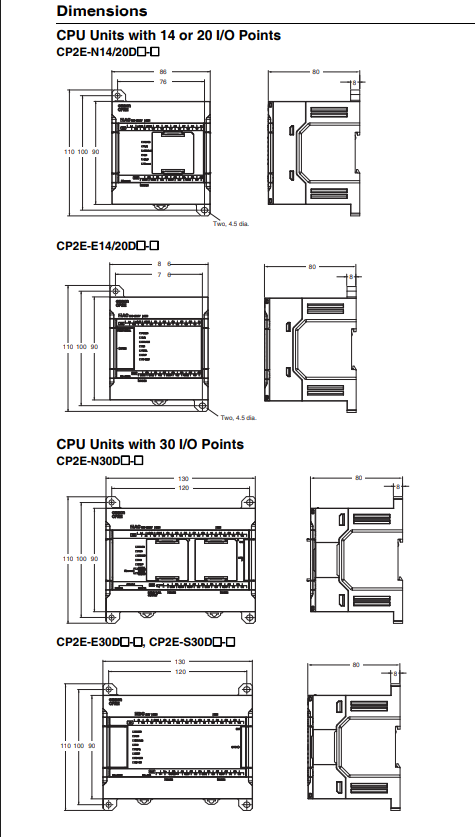 Dimensions
CPU Units with 14 or 20 I/O Points
CP2E-N14/20D□-□
86
76
80
8
110 100 90
Two, 4.5 dia.
CP2E-E14/20D□-□
8 6
7 6
80
8
110 100 90
Two, 4.5 dia.
CPU Units with 30 I/O Points
CP2E-N30D□-□
130
120
80
8
110 100 90
CP2E-E30D□-□, CP2E-S30D□-□
130
120
80
8
110 100 90